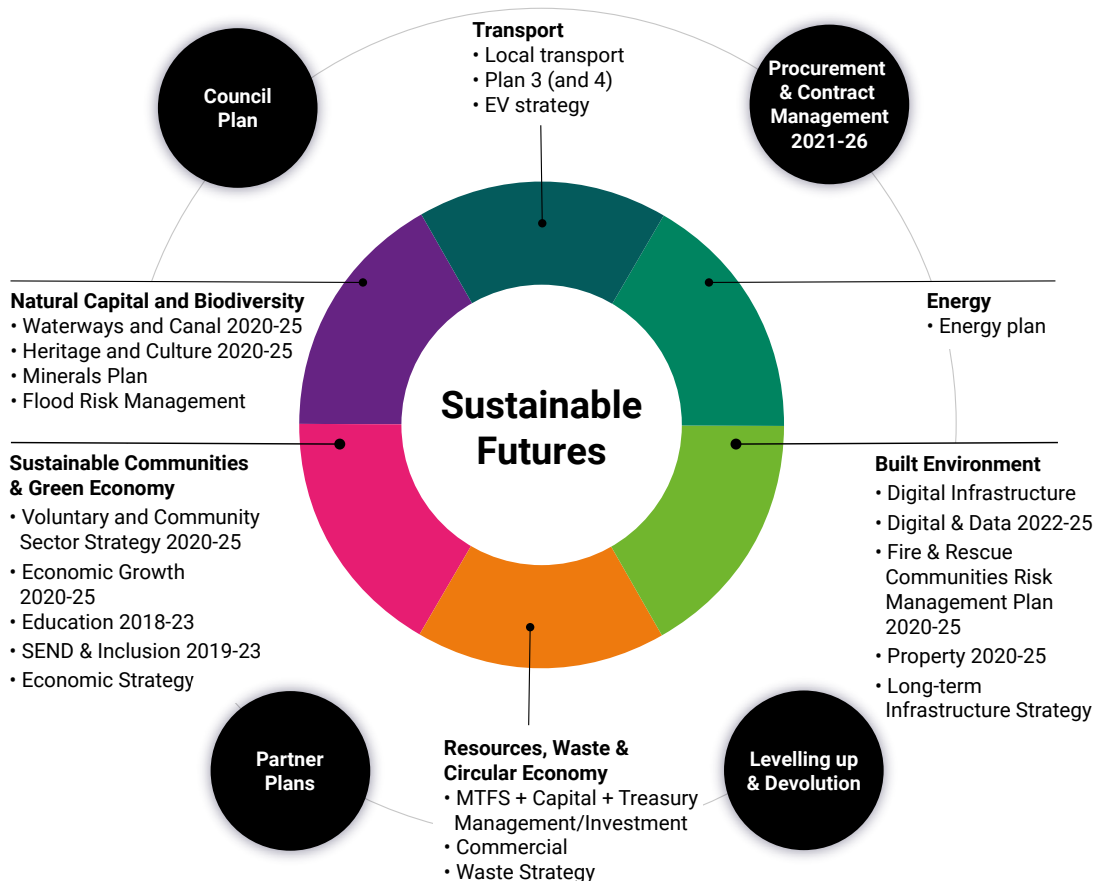 Transport
• Local transport
• Plan 3 (and 4)
• EV strategy
Council
Plan
Procurement
& Contract
Management
2021-26
Natural Capital and Biodiversity
• Waterways and Canal 2020-25
• Heritage and Culture 2020-25
• Minerals Plan
• Flood Risk Management
Energy
• Energy plan
Sustainable
Futures
Sustainable Communities
& Green Economy
• Voluntary and Community
Sector Strategy 2020-25
• Economic Growth
2020-25
• Education 2018-23
• SEND & Inclusion 2019-23
• Economic Strategy
Built Environment
• Digital Infrastructure
• Digital & Data 2022-25
• Fire & Rescue
Communities Risk
Management Plan
2020-25
• Property 2020-25
• Long-term
Infrastructure Strategy
Partner
Plans
Resources, Waste &
Circular Economy
• MTFS + Capital + Treasury
Management/Investment
• Commercial
• Waste Strategy
Levelling up
& Devolution